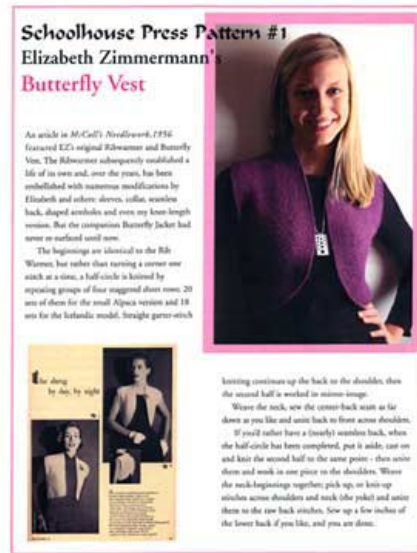 Schoolhouse Press Pattern #1
Elizabeth Zimmermann's
Butterfly Vest
An article in McCall's Needlework, 1956
featured EZ's original Ribwarmer and Butterfly
Vest. The Ribwarmer subsequently established a
life of its own and, over the years, has been
embellished with numerous modifications by
Elizabeth and others: sleeves, collar, seamless
back, shaped armholes and even my knee-length
version. But the companion Butterfly Jacket had
never re-surfaced until now.
The beginnings are identical to the Rib
Warmer, but rather than turning a corner one
stitch at a time, a half-circle is knitted by
repeating groups of four staggered short rows; 20
sets of them for the small Alpaca version and 18
sets for the Icelandic model. Straight garter-stitch
the shrug
by day, by night
knitting continues up the back to the shoulder, then
the second half is worked in mirror-image.
Weave the neck, sew the center-back seam as far
down as you like and unite back to front across shoulders.
If you'd rather have a (nearly) seamless back, when
the half-circle has been completed, put it aside, cast on
and knit the second half to the same point - then unite
them and work in one piece to the shoulders. Weave
the neck-beginnings together; pick up, or knit-up
stitches across shoulders and neck (the yoke) and unite
them to the raw back stitches. Sew up a few inches of
the lower back if you like, and you are done.